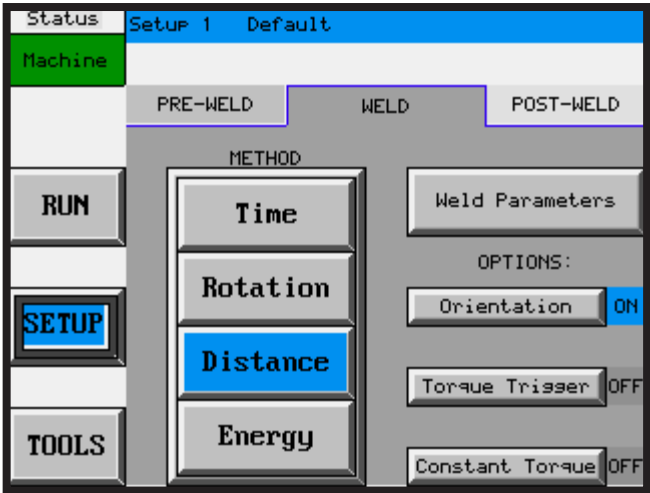 Status
Setup 1 Default
Machine
PRE-WELD
WELD
POST-WELD
METHOD
RUN
Time
Weld Parameters
OPTIONS:
Rotation
Orientation ON
SETUP
Distance
Torque Trigger OFF
TOOLS
Energy
Constant Torque OFF